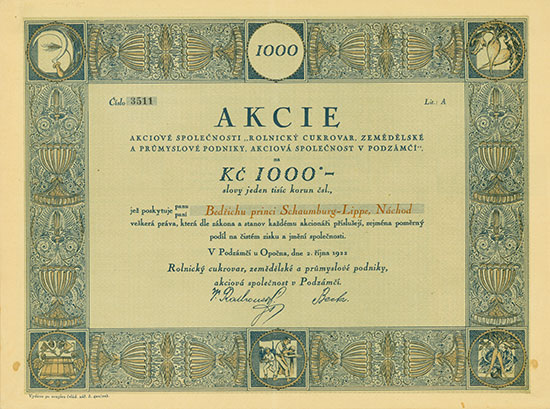 1000
Číslo 3511
Lit: A
AKCIE
AKCIOVÉ SPOLEČNOSTI „ROLNICKÝ CUKROVAR, ZEMĚDĚLSKÉ
A PRŮMYSLOVÉ PODNIKY, AKCIOVÁ SPOLEČNOST V PODZÁMČÍ“,
na
Kč 1000·—
slovy jeden tisíc korun čsl.,
jež poskytuje panu
paní
Bedřichu princi Schaumburg-Lippe, Náchod
veškerá práva, která dle zákona a stanov každému akcionáři příslušejí, zejména poměrný
podíl na čistém zisku a jmění společnosti.
V Podzámčí u Opočna, dne 2. října 1922
Rolnický cukrovar, zemědělské a průmyslové podniky,
akciová společnost v Podzámčí.